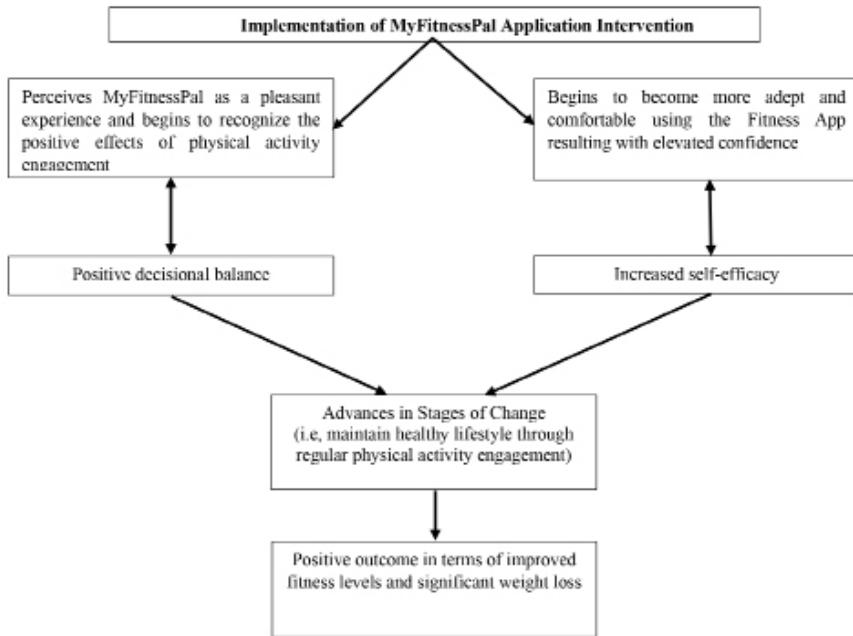 Implementation of MyFitnessPal Application Intervention
Perceives MyFitnessPal as a pleasant
experience and begins to recognize the
positive effects of physical activity
engagement
Begins to become more adept and
comfortable using the Fitness App
resulting with elevated confidence
Positive decisional balance
Increased self-efficacy
Advances in Stages of Change
(i.e, maintain healthy lifestyle through
regular physical activity engagement)
Positive outcome in terms of improved
fitness levels and significant weight loss